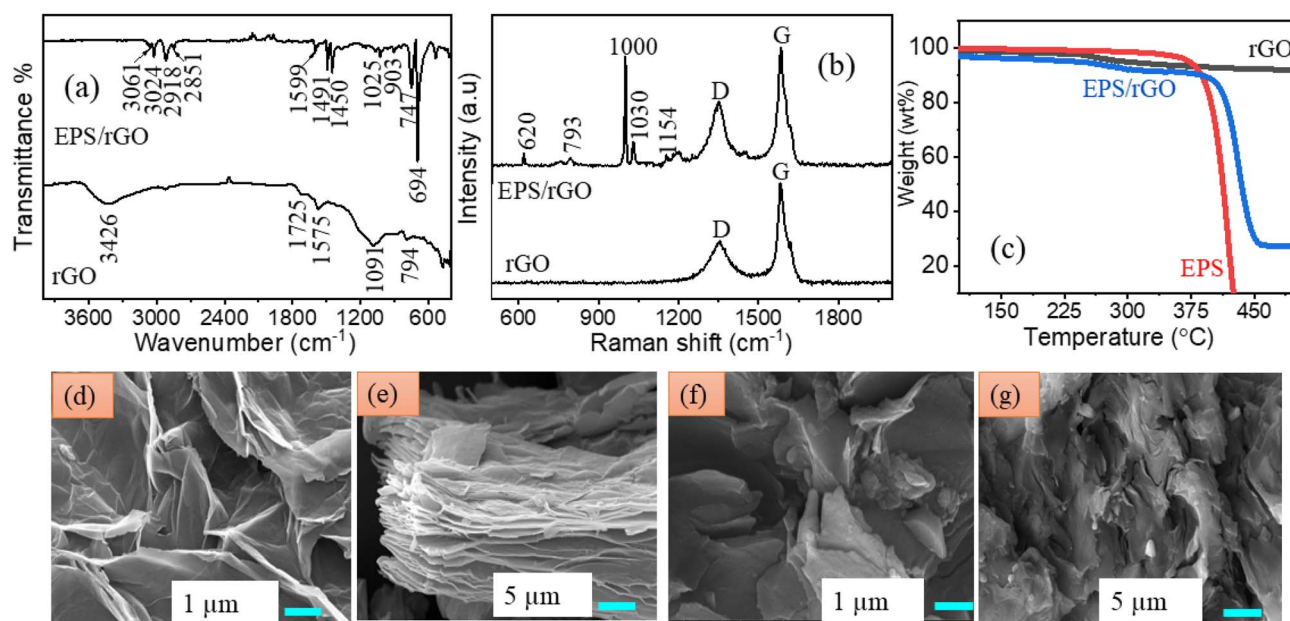 (a)
Transmittance %
3061
3024
2918
2851
1599
1491
1450
1025
903
747
694
EPS/rGO
3426
1725
1575
1091
794
rGO
3600 2400 1800 1200 600
Wavenumber (cm-1)
(b)
Intensity (a.u)
620
793
1000
1030
1154
D
G
EPS/rGO
D
G
rGO
600 900 1200 1500 1800
Raman shift (cm-1)
(c)
Weight (wt%)
100
80
60
40
20
rGO
EPS/rGO
EPS
150 225 300 375 450
Temperature (°C)
(d)
1 µm
(e)
5 µm
(f)
1 µm
(g)
5 µm